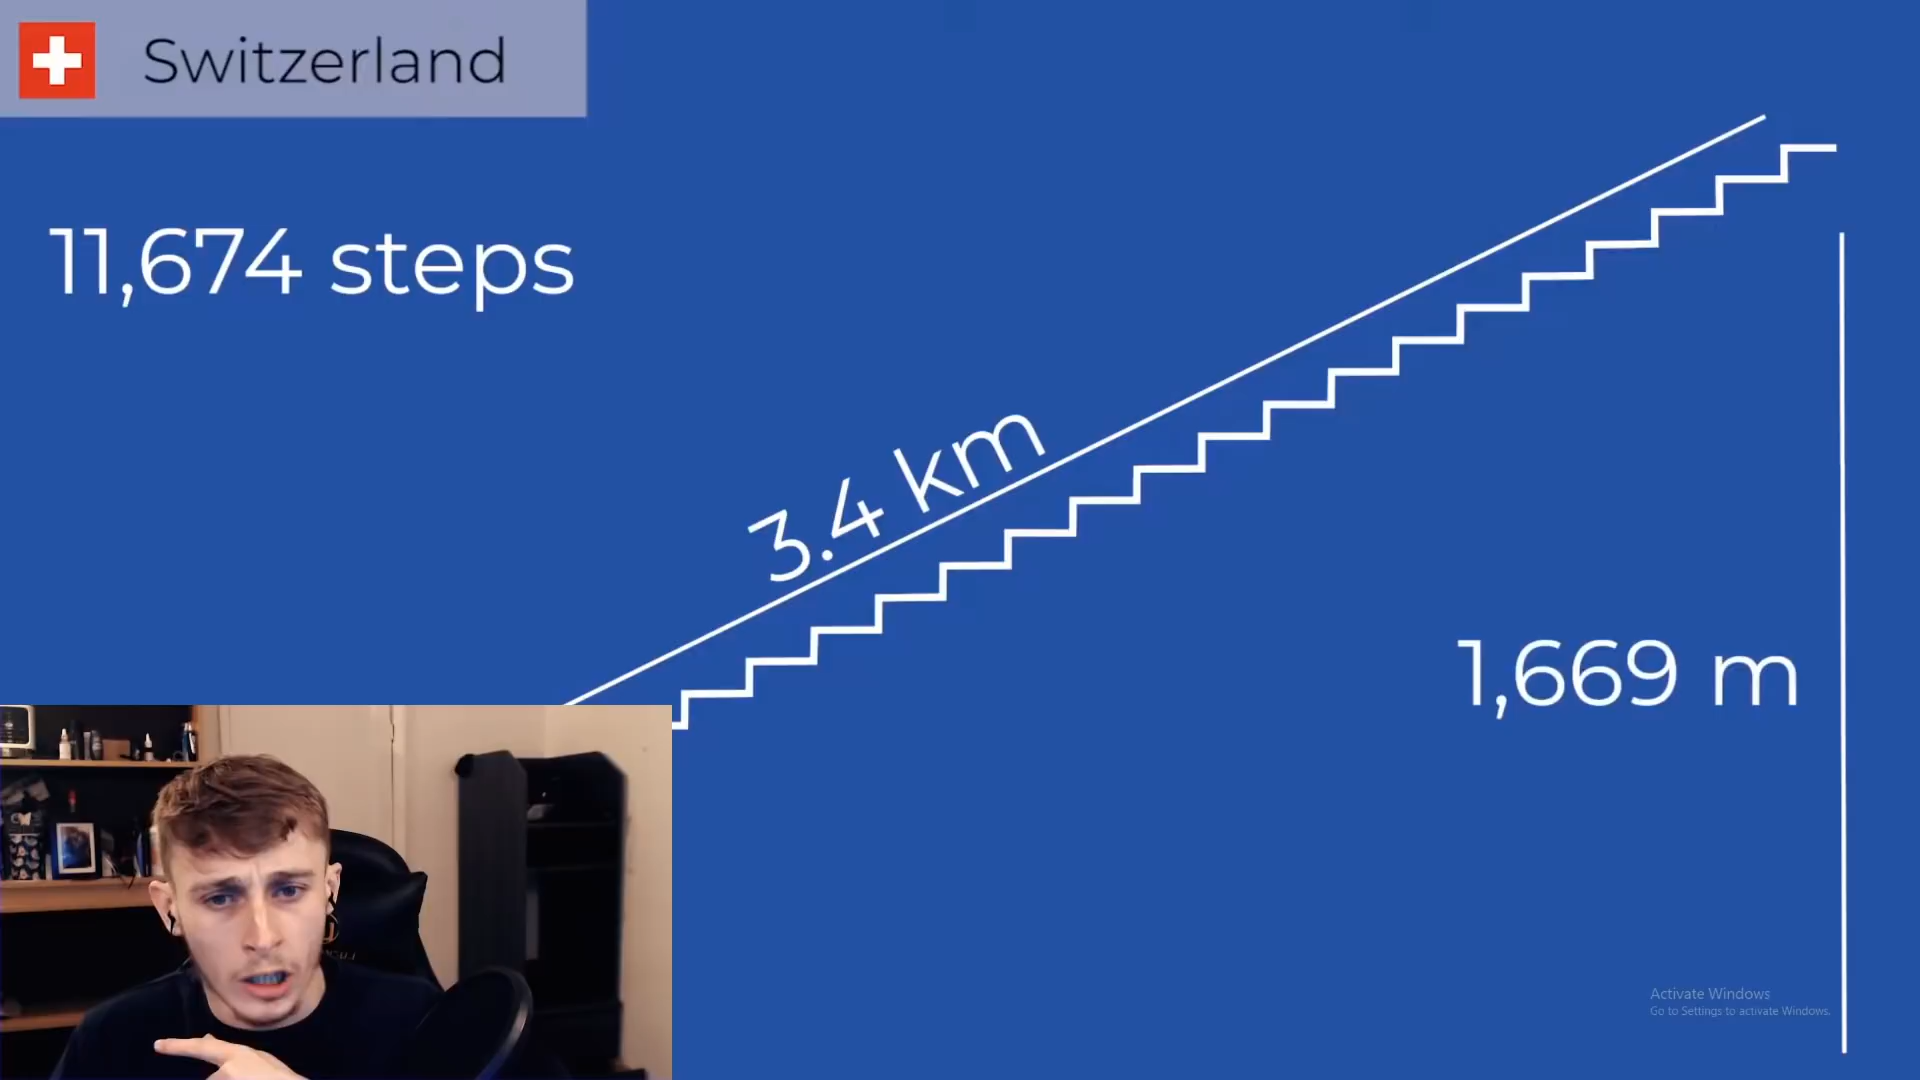 Switzerland
11,674 steps
3.4 km
1,669 m
Activate Windows
Go to Settings to activate Windows.